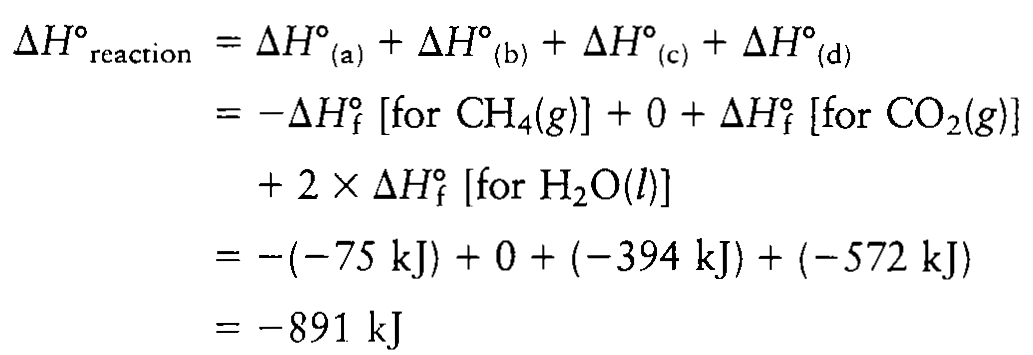 ΔH°reaction = ΔH°(a) + ΔH°(b) + ΔH°(c) + ΔH°(d)
= −ΔH°f [for CH4(g)] + 0 + ΔH°f [for CO2(g)]
+ 2 × ΔH°f [for H2O(l)]
= −(−75 kJ) + 0 + (−394 kJ) + (−572 kJ)
= −891 kJ